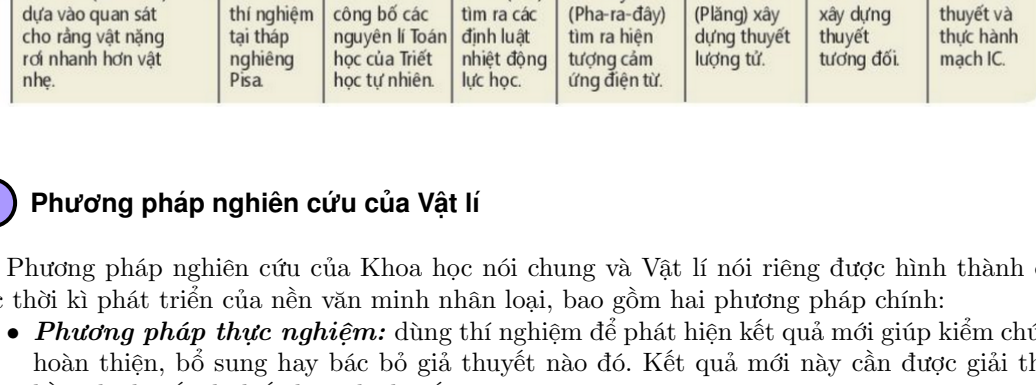 dựa vào quan sát
cho rằng vật nặng
rơi nhanh hơn vật
nhẹ.
thí nghiệm
tại tháp
nghiêng
Pisa.
công bố các
nguyên lí Toán
học của Triết
học tự nhiên.
tìm ra các
định luật
nhiệt động
lực học.
(Pha-ra-đây)
tìm ra hiện
tượng cảm
ứng điện từ.
(Plăng) xây
dựng thuyết
lượng tử.
xây dựng
thuyết
tương đối.
thuyết và
thực hành
mạch IC.
Phương pháp nghiên cứu của Vật lí
Phương pháp nghiên cứu của Khoa học nói chung và Vật lí nói riêng được hình thành
thời kì phát triển của nền văn minh nhân loại, bao gồm hai phương pháp chính:
• Phương pháp thực nghiệm: dùng thí nghiệm để phát hiện kết quả mới giúp kiểm
hoàn thiện, bổ sung hay bác bỏ giả thuyết nào đó. Kết quả mới này cần được giải